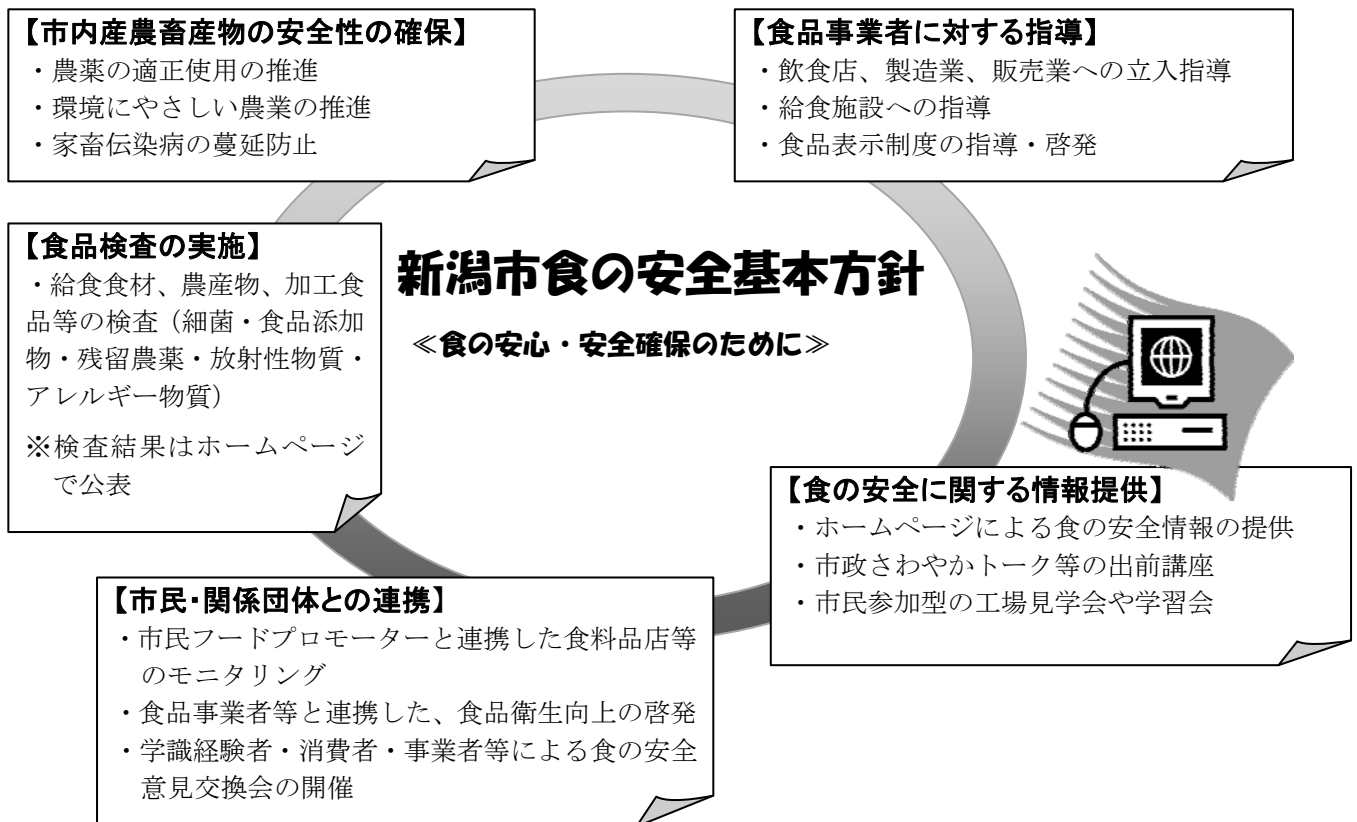 【市内産農畜産物の安全性の確保】
・農薬の適正使用の推進
・環境にやさしい農業の推進
・家畜伝染病の蔓延防止
【食品事業者に対する指導】
・飲食店、製造業、販売業への立入指導
・給食施設への指導
・食品表示制度の指導・啓発
【食品検査の実施】
・給食食材、農産物、加工食
品等の検査（細菌・食品添加
物・残留農薬・放射性物質・
アレルギー物質）
※検査結果はホームページ
で公表
新潟市食の安全基本方針
≪食の安心・安全確保のために≫
【食の安全に関する情報提供】
・ホームページによる食の安全情報の提供
・市政さわやかトーク等の出前講座
・市民参加型の工場見学会や学習会
【市民・関係団体との連携】
・市民フードプロモーターと連携した食料品店等
のモニタリング
・食品事業者等と連携した、食品衛生向上の啓発
・学識経験者・消費者・事業者等による食の安全
意見交換会の開催